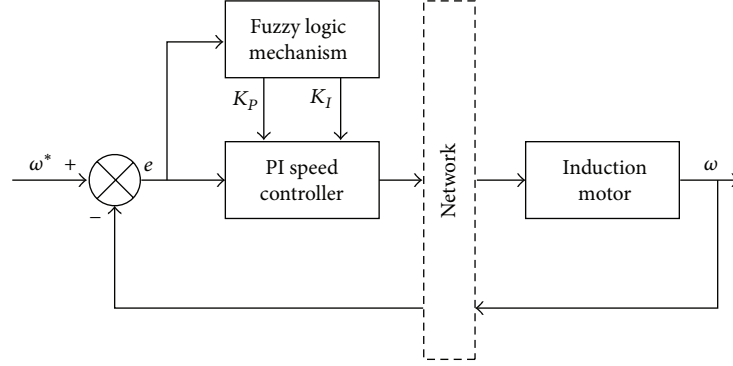 Fuzzy logic
mechanism
K_P
K_I
ω* +
e
−
PI speed
controller
Network
Induction
motor
ω